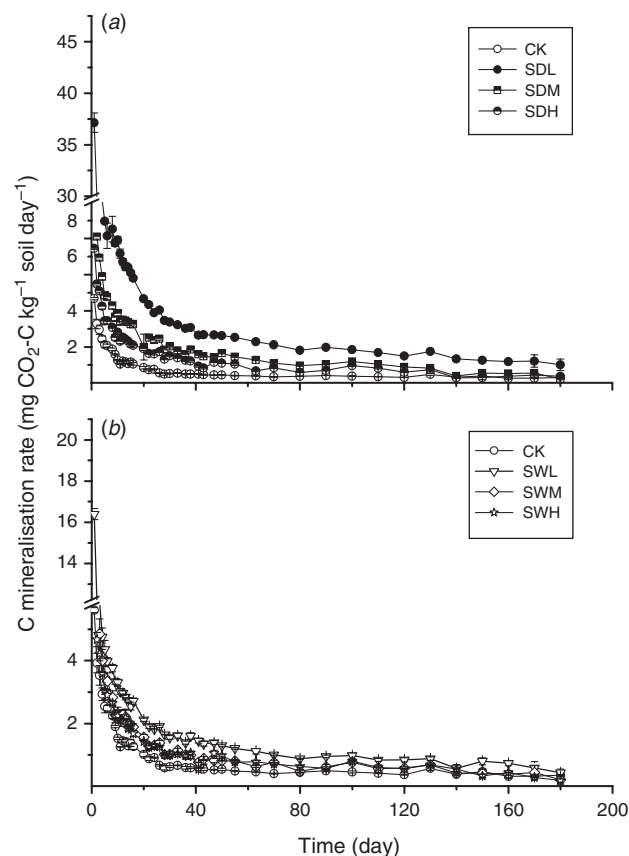 (a)
45
40
35
30
8
6
4
2
CK
SDL
SDM
SDH
C mineralisation rate (mg CO₂-C kg⁻¹ soil day⁻¹)
(b)
20
18
16
14
4
2
CK
SWL
SWM
SWH
0 40 80 120 160 200
Time (day)